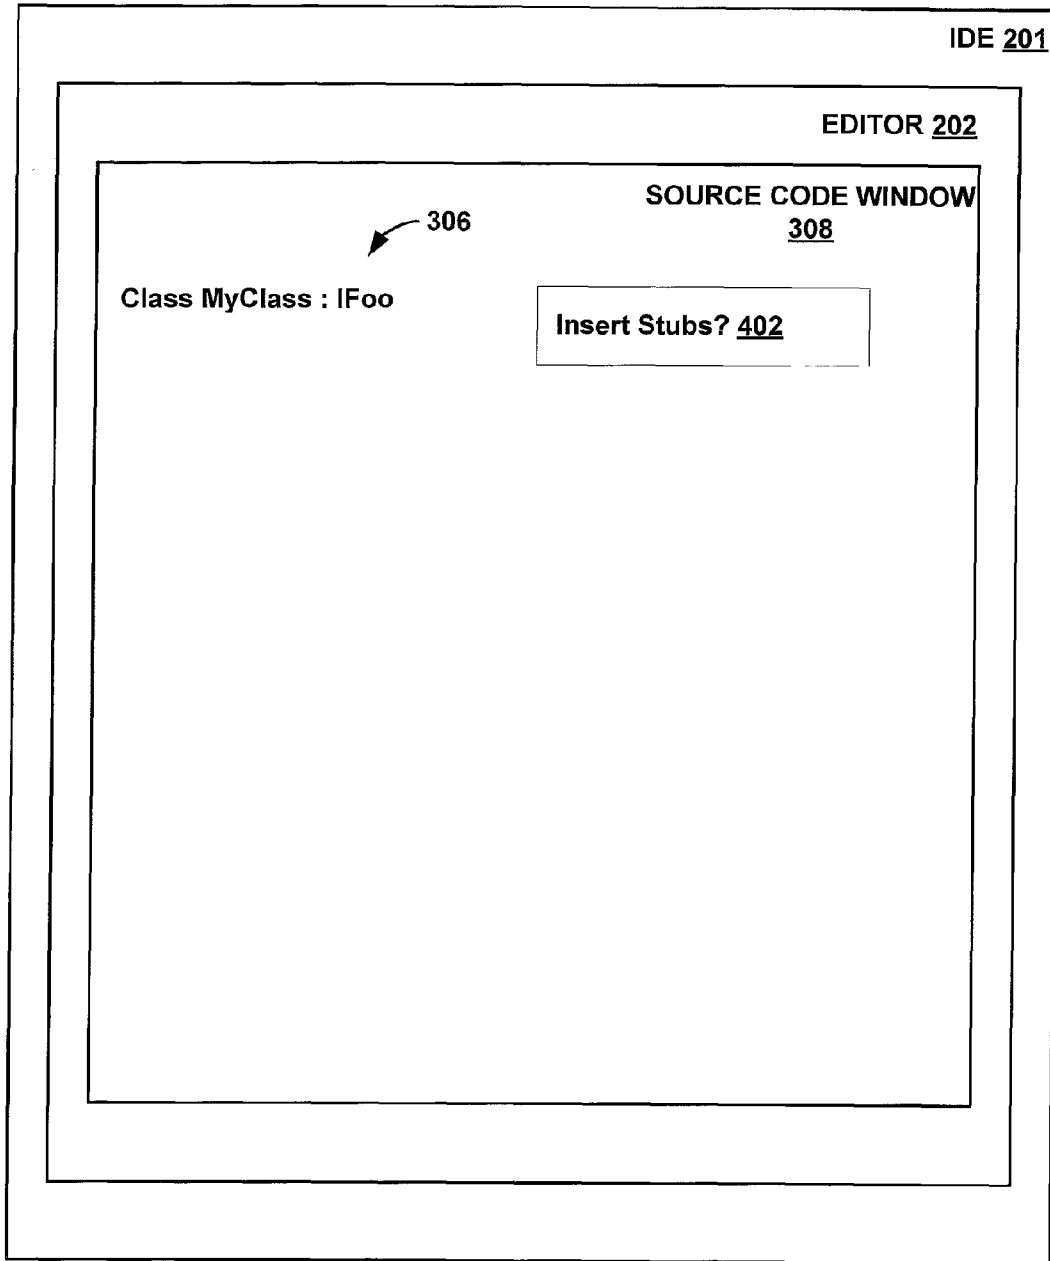 IDE 201
EDITOR 202
SOURCE CODE WINDOW
308
306
Class MyClass : IFoo
Insert Stubs? 402